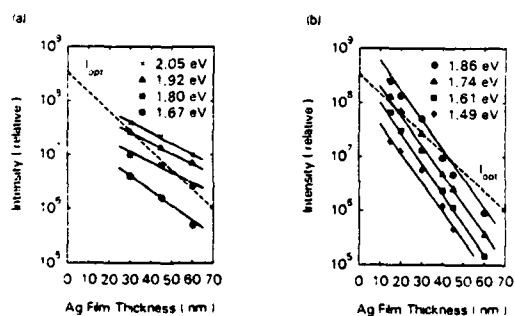 (a)
10⁹
10⁸
10⁷
10⁶
10⁵
Intensity ( relative )
I opt
× 2.05 eV
▲ 1.92 eV
■ 1.80 eV
● 1.67 eV
0 10 20 30 40 50 60 70
Ag Film Thickness ( nm )
(b)
10⁹
10⁸
10⁷
10⁶
10⁵
Intensity ( relative )
● 1.86 eV
▲ 1.74 eV
■ 1.61 eV
♦ 1.49 eV
I opt
0 10 20 30 40 50 60 70
Ag Film Thickness ( nm )